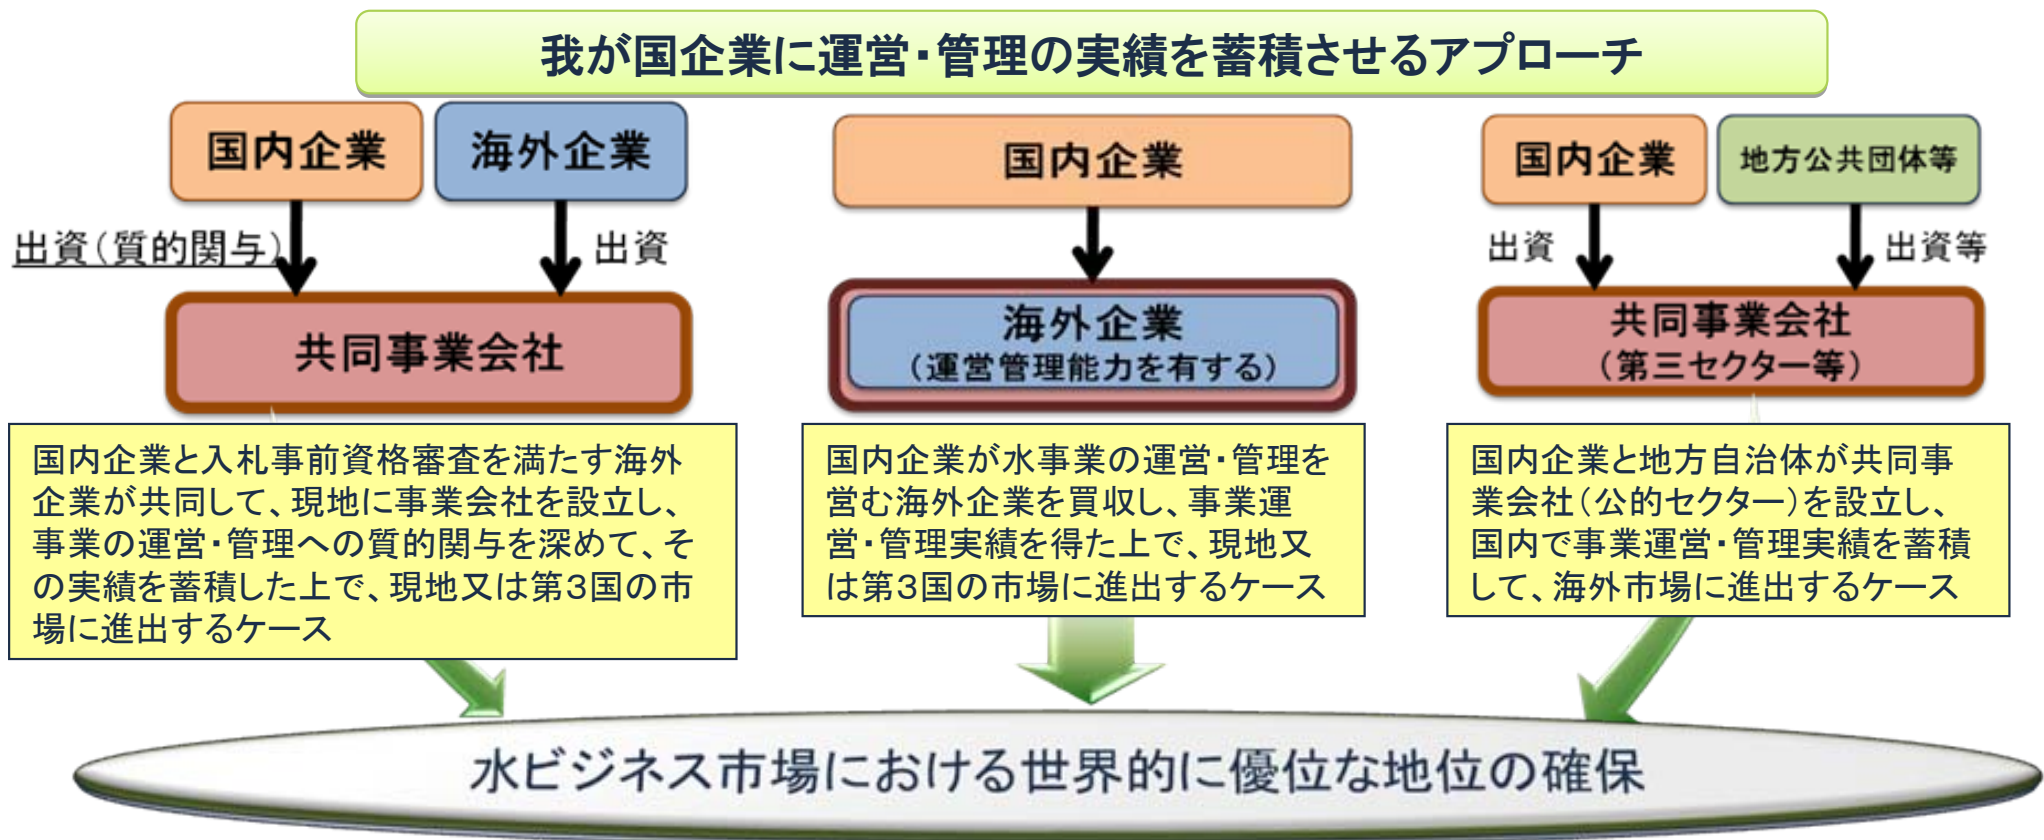 我が国企業に運営・管理の実績を蓄積させるアプローチ
国内企業
海外企業
出資(質的関与)
出資
共同事業会社
国内企業と入札事前資格審査を満たす海外
企業が共同して、現地に事業会社を設立し、
事業の運営・管理への質的関与を深めて、そ
の実績を蓄積した上で、現地又は第3国の市
場に進出するケース
国内企業
海外企業
(運営管理能力を有する)
国内企業が水事業の運営・管理を
営む海外企業を買収し、事業運
営・管理実績を得た上で、現地又
は第3国の市場に進出するケース
国内企業
地方公共団体等
出資
出資等
共同事業会社
(第三セクター等)
国内企業と地方自治体が共同事
業会社(公的セクター)を設立し、
国内で事業運営・管理実績を蓄積
して、海外市場に進出するケース
水ビジネス市場における世界的に優位な地位の確保